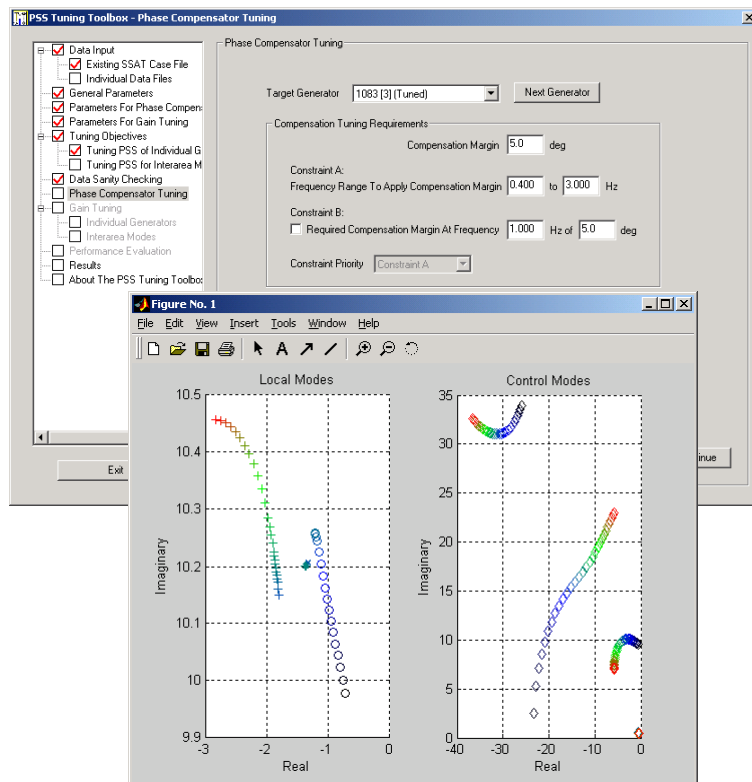 PSS Tuning Toolbox - Phase Compensator Tuning
Data Input
Existing SSAT Case File
Individual Data Files
General Parameters
Parameters For Phase Compen
Parameters For Gain Tuning
Tuning Objectives
Tuning PSS of Individual G
Tuning PSS for Interarea M
Data Sanity Checking
Phase Compensator Tuning
Gain Tuning
Individual Generators
Interarea Modes
Performance Evaluation
Results
About The PSS Tuning Toolbo
Exit
Phase Compensator Tuning
Target Generator 1083 [3] (Tuned) Next Generator
Compensation Tuning Requirements
Compensation Margin 5.0 deg
Constraint A:
Frequency Range To Apply Compensation Margin 0.400 to 3.000 Hz
Constraint B:
Required Compensation Margin At Frequency 1.000 Hz of 5.0 deg
Constraint Priority Constraint A
nue
Figure No. 1
File Edit View Insert Tools Window Help
A
Local Modes
10.5
10.4
10.3
10.2
10.1
10
9.9
Imaginary
-3 -2 -1 0
Real
Control Modes
35
30
25
20
15
10
5
0
Imaginary
-40 -30 -20 -10 0
Real